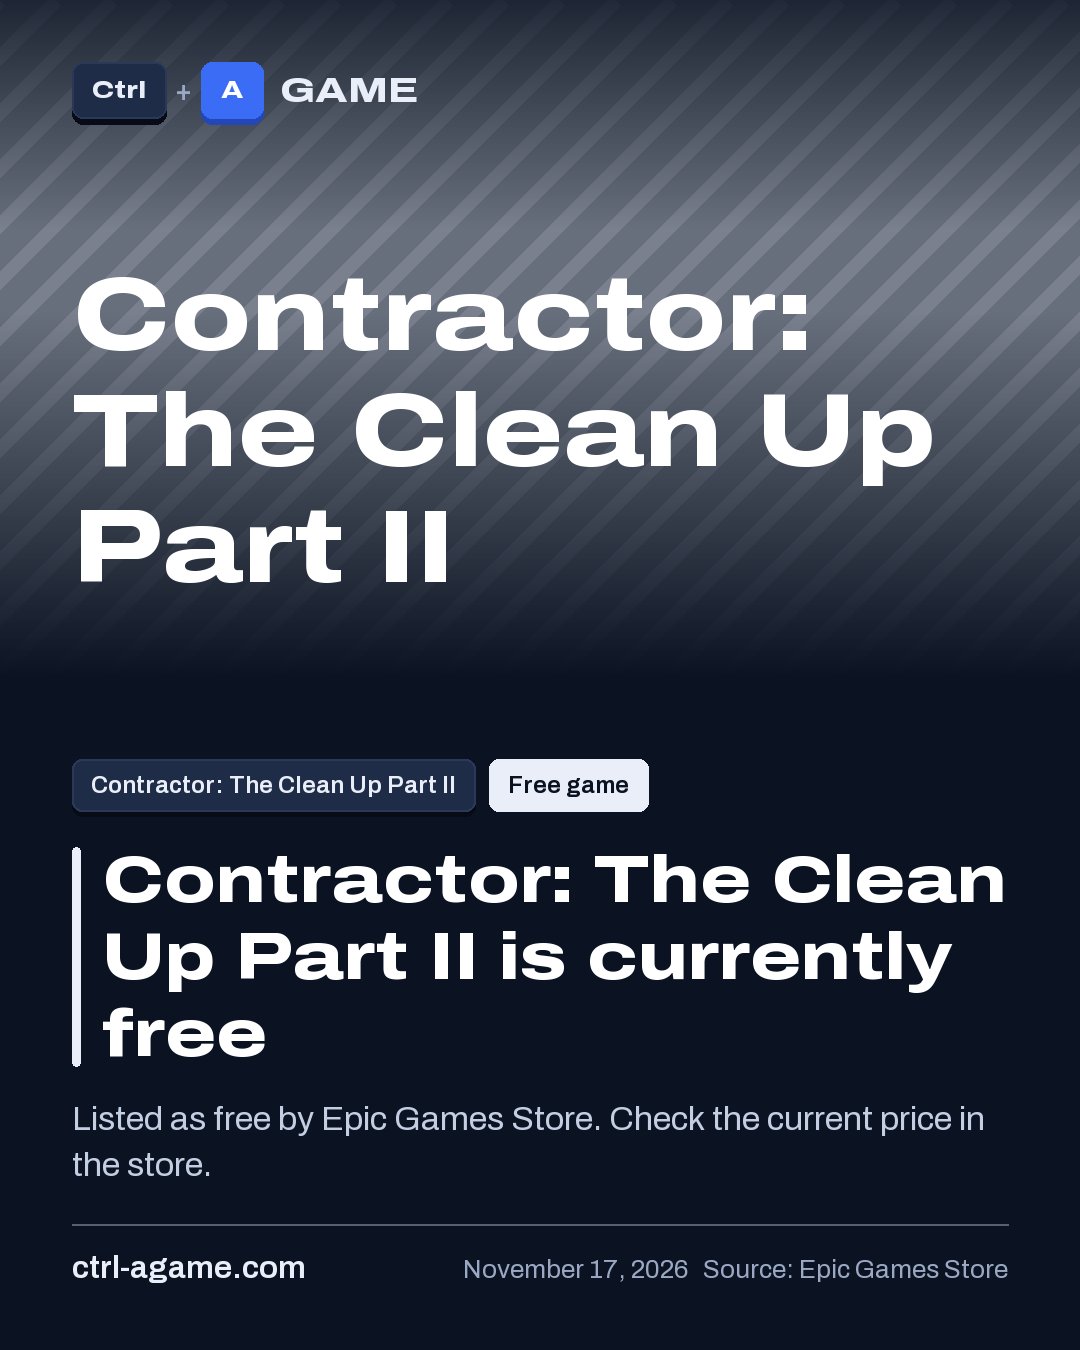 Ctrl + A GAME
Contractor:
The Clean Up
Part II
Contractor: The Clean Up Part II Free game
Contractor: The Clean
Up Part II is currently
free
Listed as free by Epic Games Store. Check the current price in
the store.
ctrl-agame.com November 17, 2026 Source: Epic Games Store